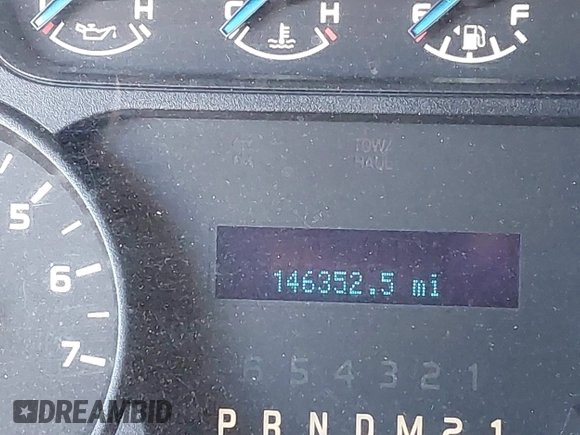 L H C H E F
TOW/
HAUL
5
146352.5 mi
6
7
6 5 4 3 2 1
P R N D M 2 1
DREAMBID